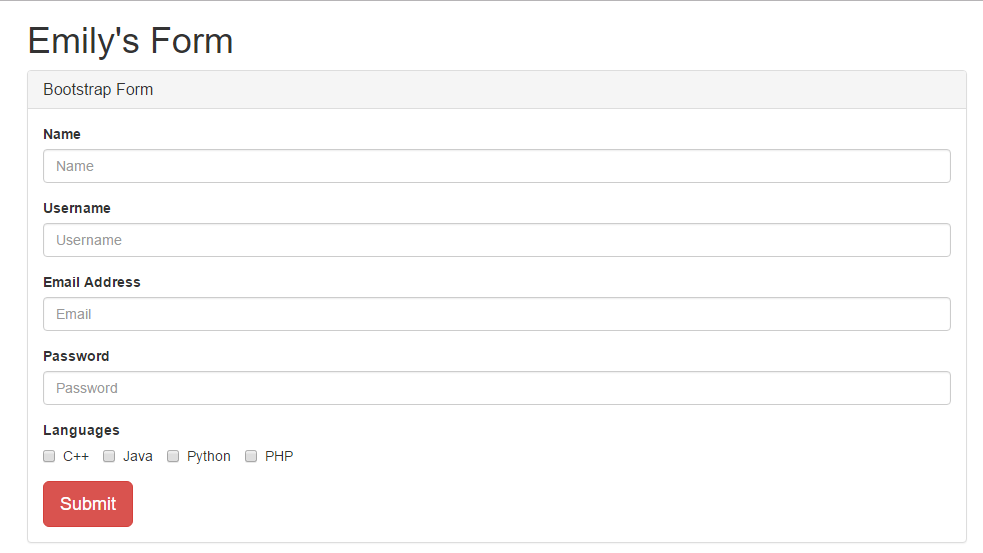 Emily's Form
Bootstrap Form
Name
Name
Username
Username
Email Address
Email
Password
Password
Languages
C++ Java Python PHP
Submit